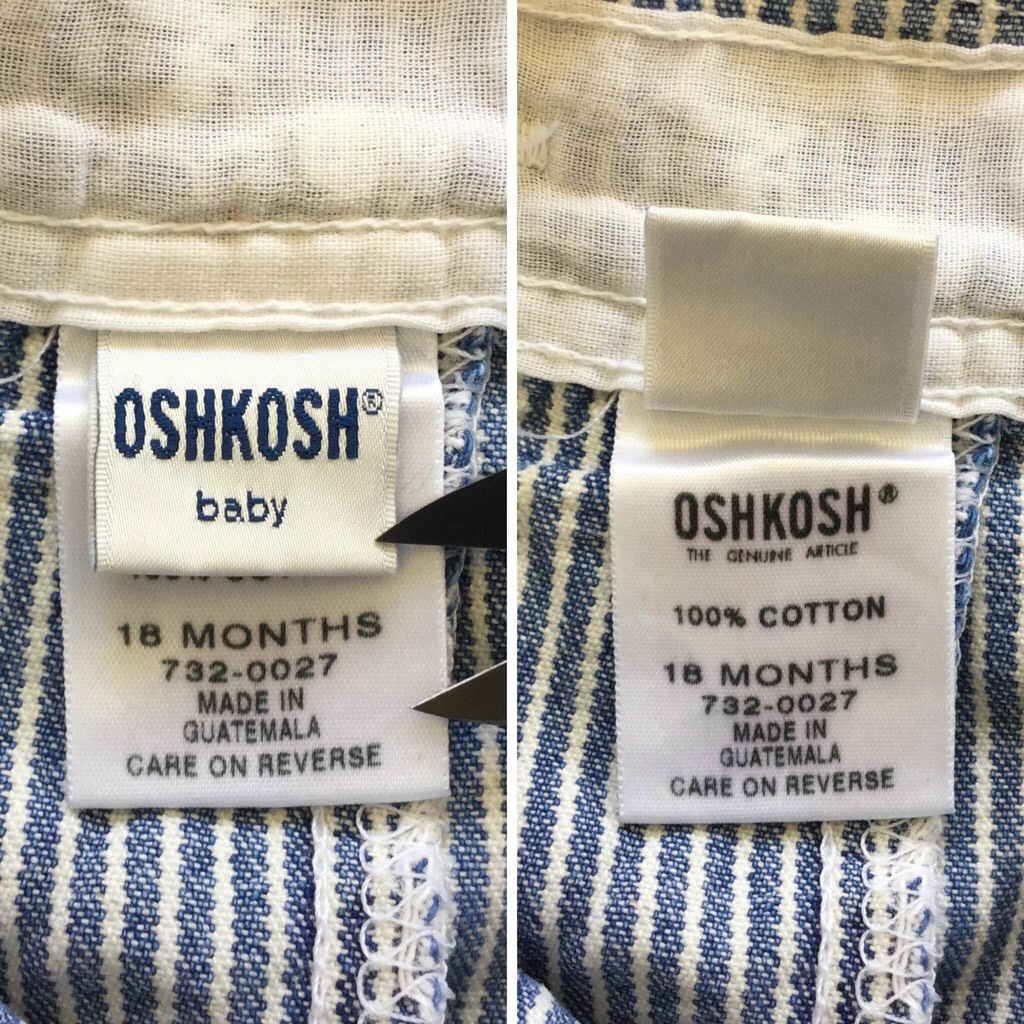 OSHKOSH®
baby
18 MONTHS
732-0027
MADE IN
GUATEMALA
CARE ON REVERSE
OSHKOSH®
THE GENUINE ARTICLE
100% COTTON
18 MONTHS
732-0027
MADE IN
GUATEMALA
CARE ON REVERSE